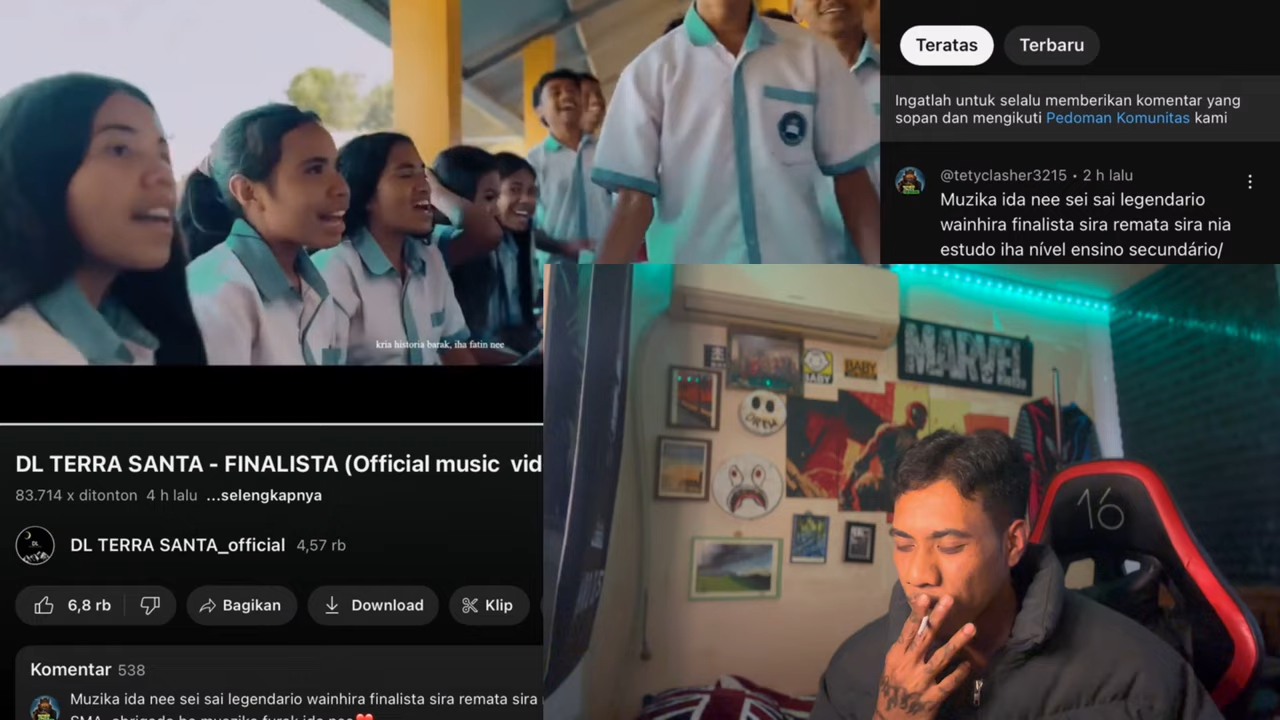 kria historia barak, iha fatin nee
DL TERRA SANTA - FINALISTA (Official music vid
83.714 x ditonton 4 h lalu ...selengkapnya
DL TERRA SANTA_official 4,57 rb
6,8 rb
Bagikan
Download
Klip
Komentar 538
Muzika ida nee sei sai legendario wainhira finalista sira remata sira
Teratas
Terbaru
Ingatlah untuk selalu memberikan komentar yang
sopan dan mengikuti Pedoman Komunitas kami
@tetyclasher3215 • 2 h lalu
Muzika ida nee sei sai legendario
wainhira finalista sira remata sira nia
estudo iha nível ensino secundário/
MARVEL
BABY
BABY
DREW
16